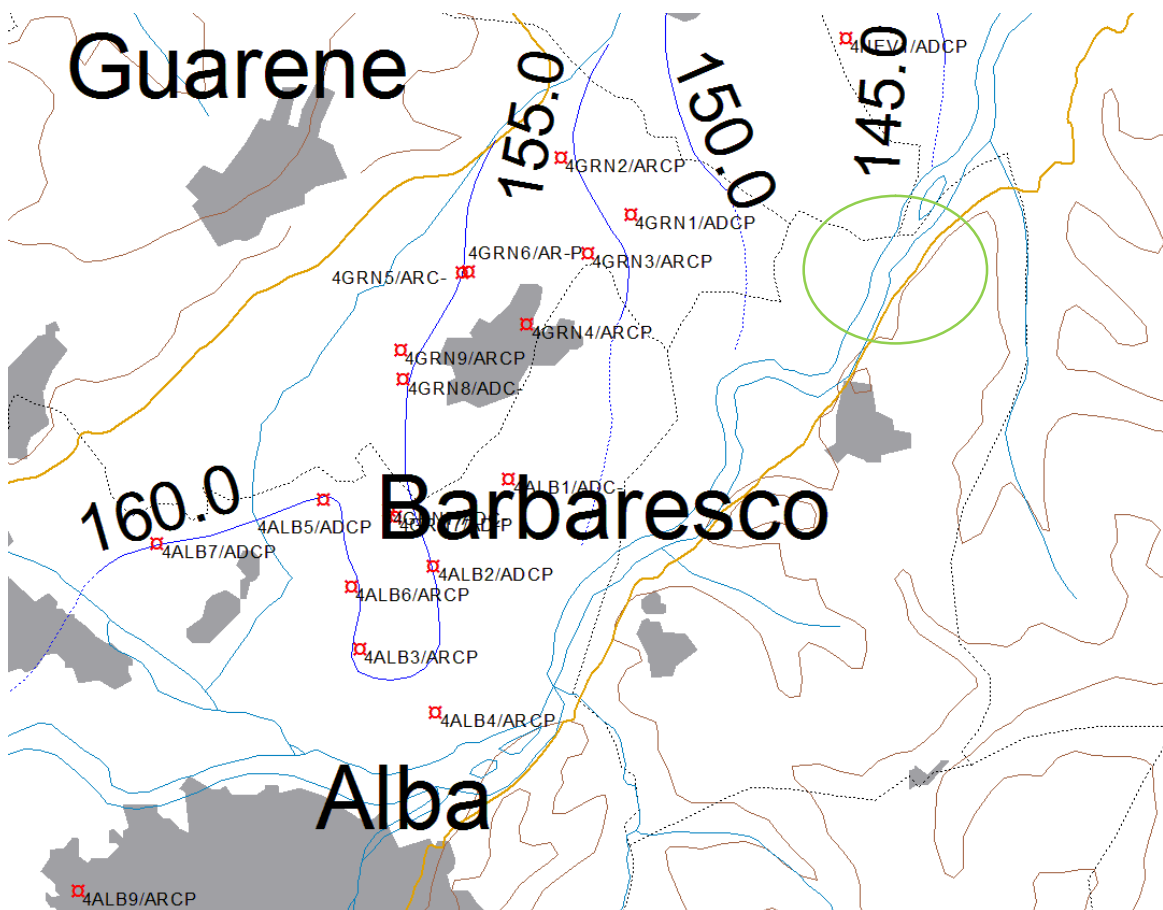 Guarene
4NEV1/ADCP
155.0
150.0
145.0
4GRN2/ARCP
4GRN1/ADCP
4GRN6/AR-P
4GRN3/ARCP
4GRN5/ARC-
4GRN4/ARCP
4GRN9/ARCP
4GRN8/ADC-
160.0
Barbaresco
4ALB1/ADC-
4ALB5/ADCP
4ALB7/ADCP
4ALB2/ADCP
4ALB6/ARCP
4ALB3/ARCP
4ALB4/ARCP
Alba
4ALB9/ARCP